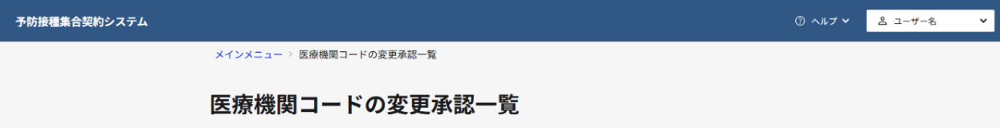 予防接種集合契約システム
ヘルプ
ユーザー名
メインメニュー > 医療機関コードの変更承認一覧
医療機関コードの変更承認一覧